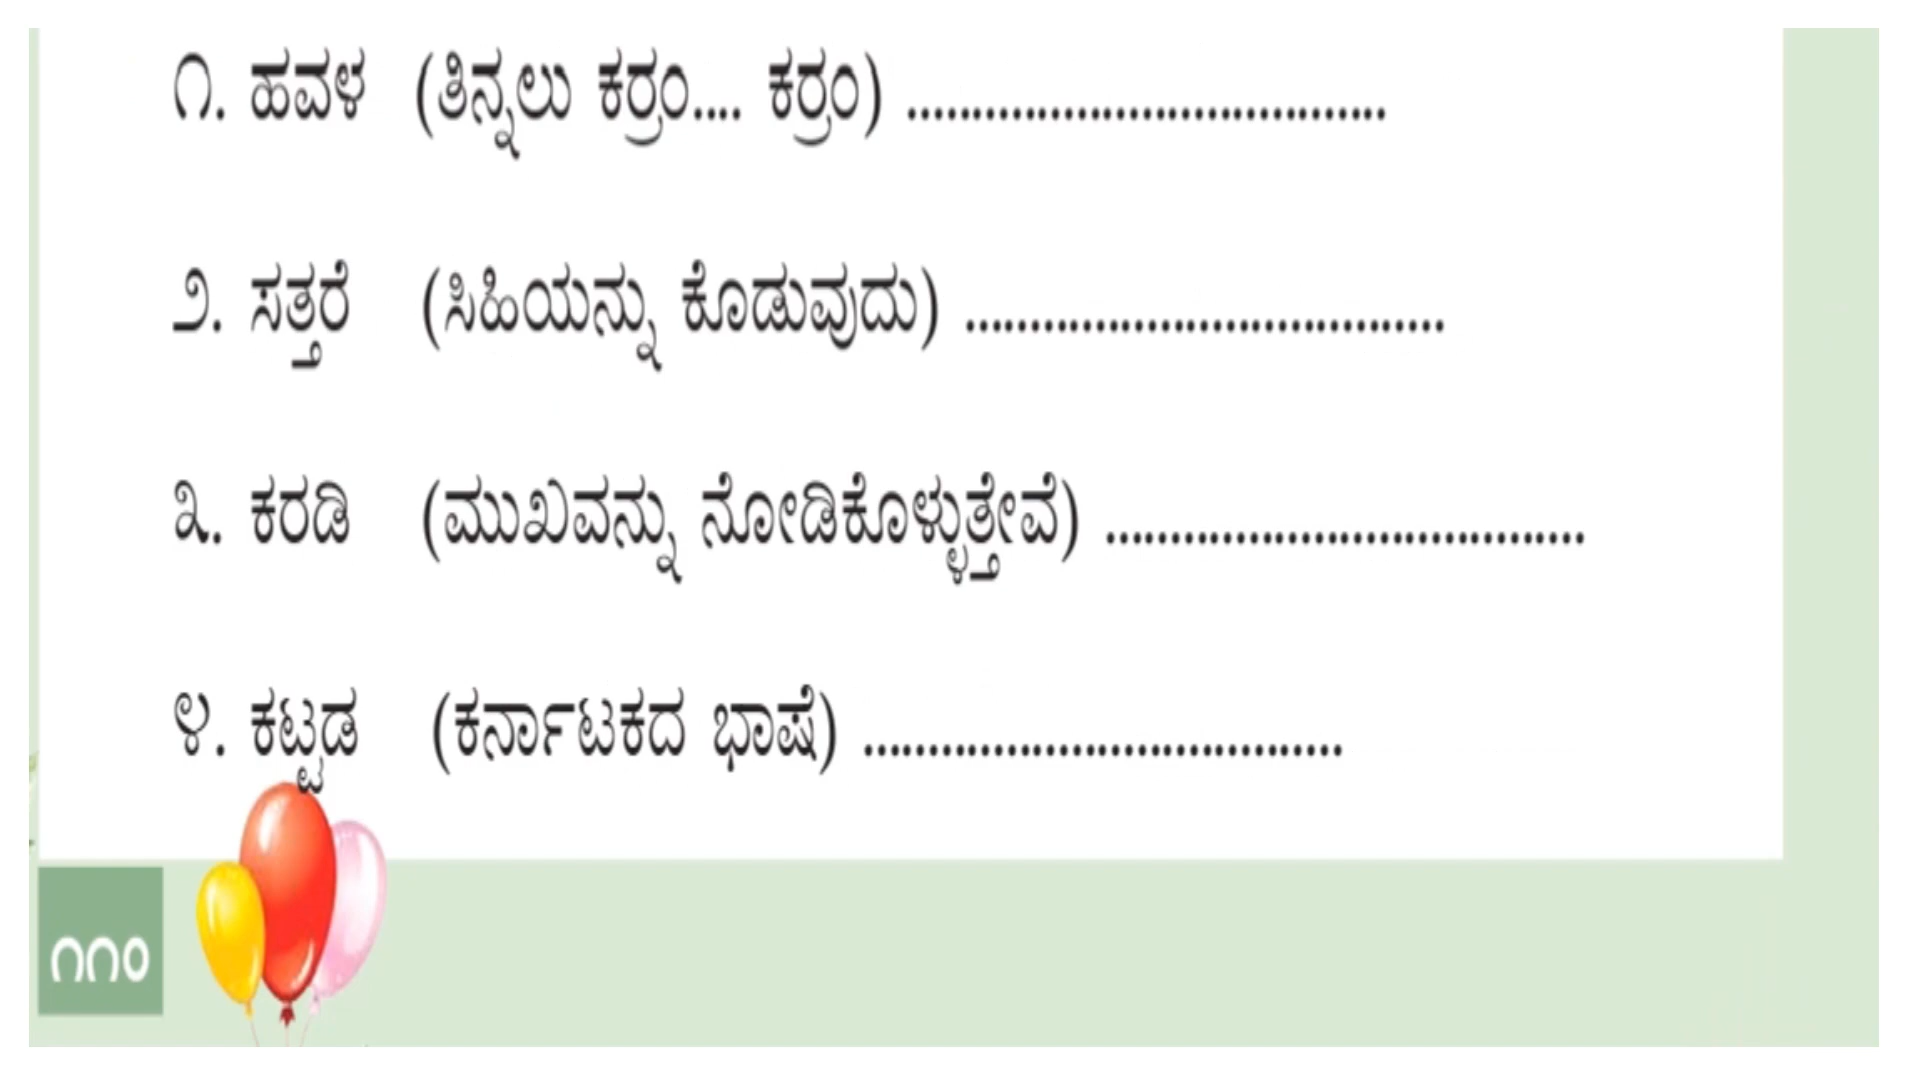 ೧. ಹವಳ (ತಿನ್ನಲು ಕರ್ರಂ.... ಕರ್ರಂ) .....................................
೨. ಸತ್ತರೆ (ಸಿಹಿಯನ್ನು ಕೊಡುವುದು) .....................................
೩. ಕರಡಿ (ಮುಖವನ್ನು ನೋಡಿಕೊಳ್ಳುತ್ತೇವೆ) .....................................
೪. ಕಟ್ಟಡ (ಕರ್ನಾಟಕದ ಭಾಷೆ) .....................................
೧೧೦